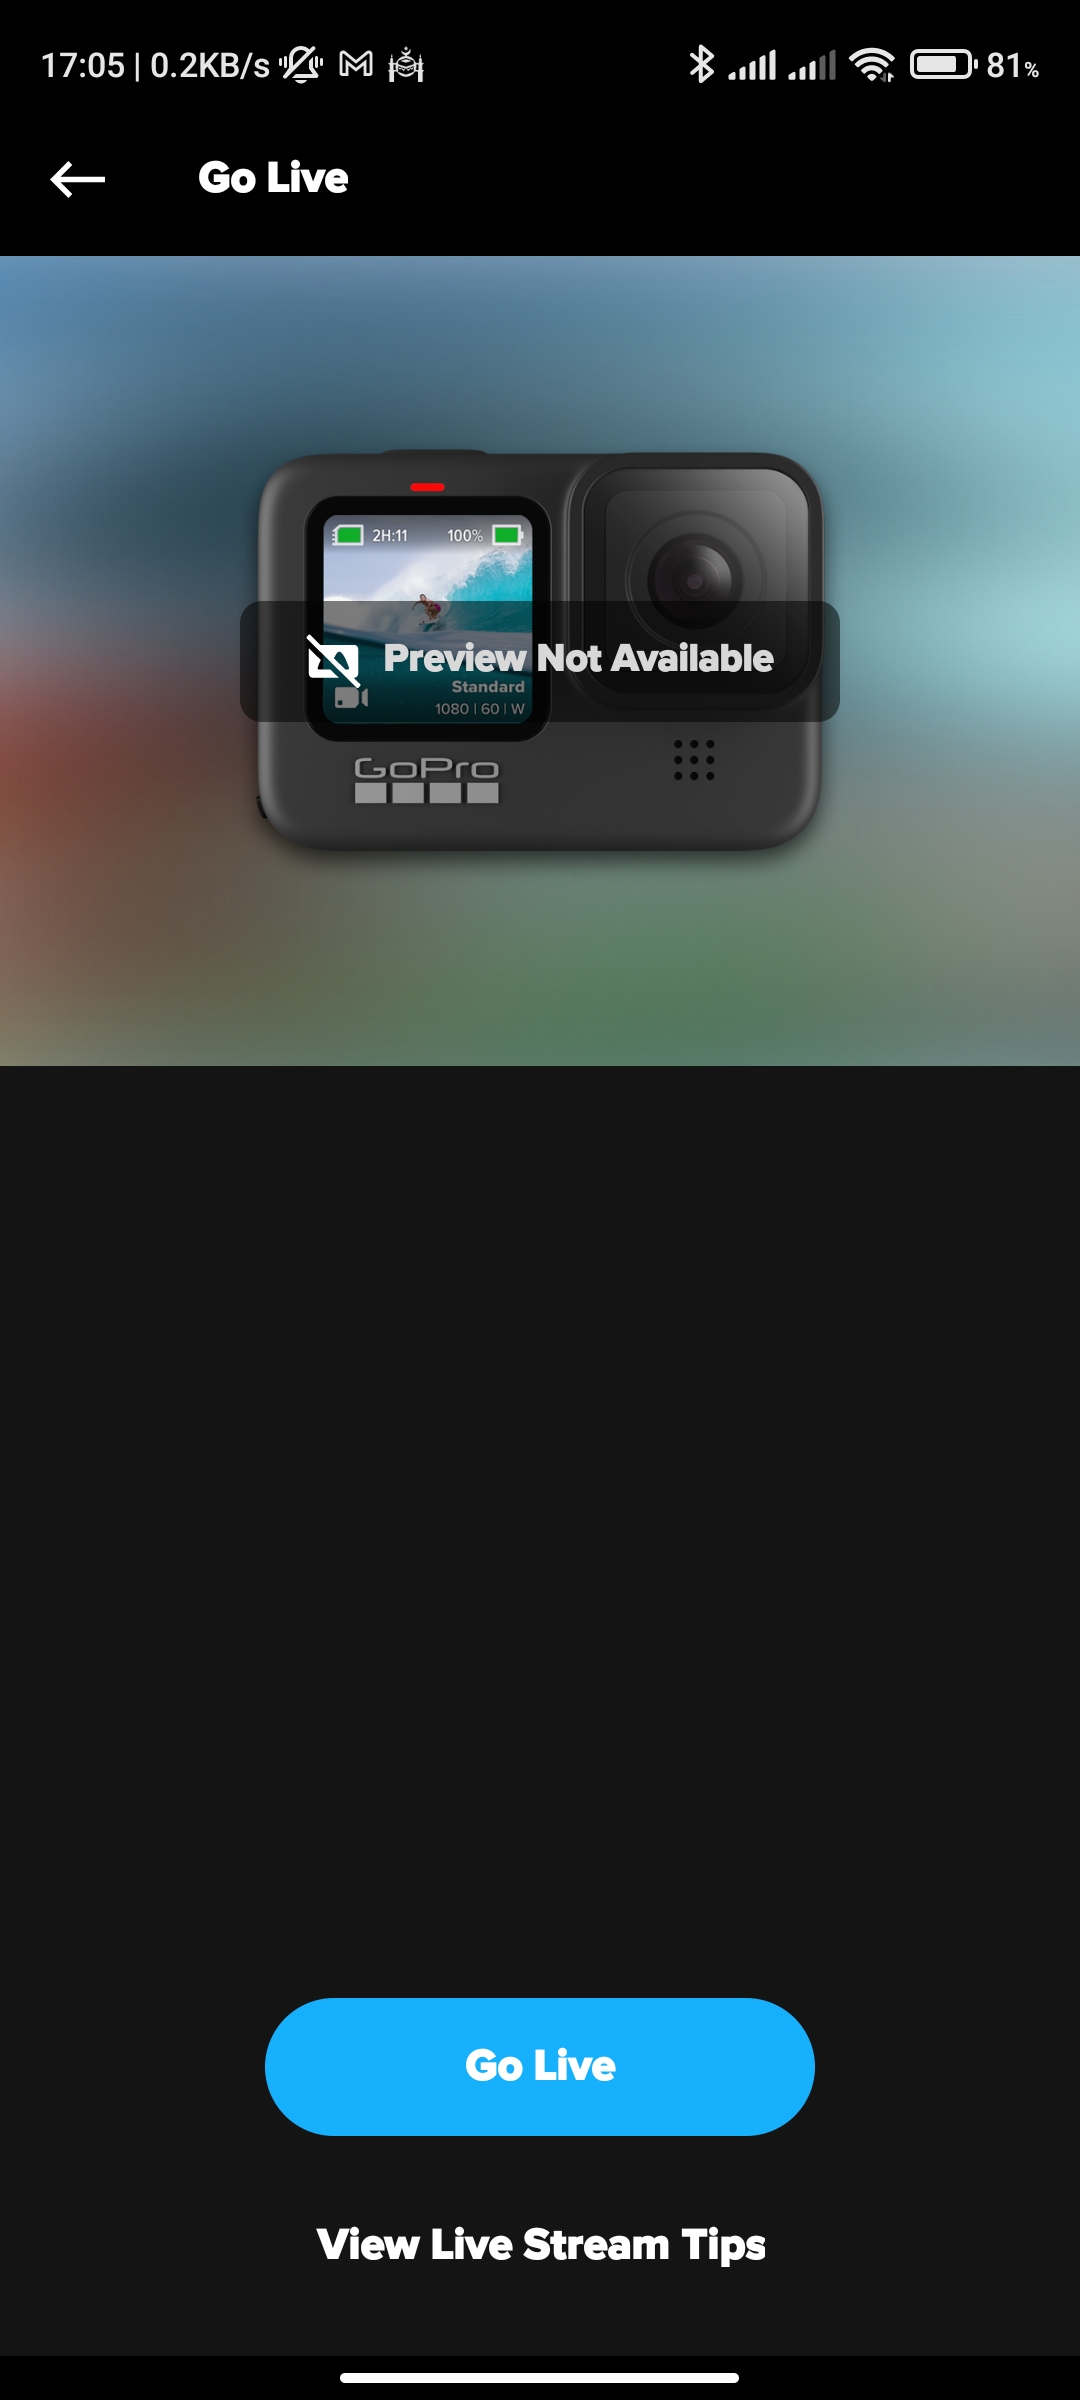 17:05 | 0.2KB/s 81%
Go Live
2H:11 100%
Preview Not Available
Standard
1080 | 60 | W
GoPro
Go Live
View Live Stream Tips